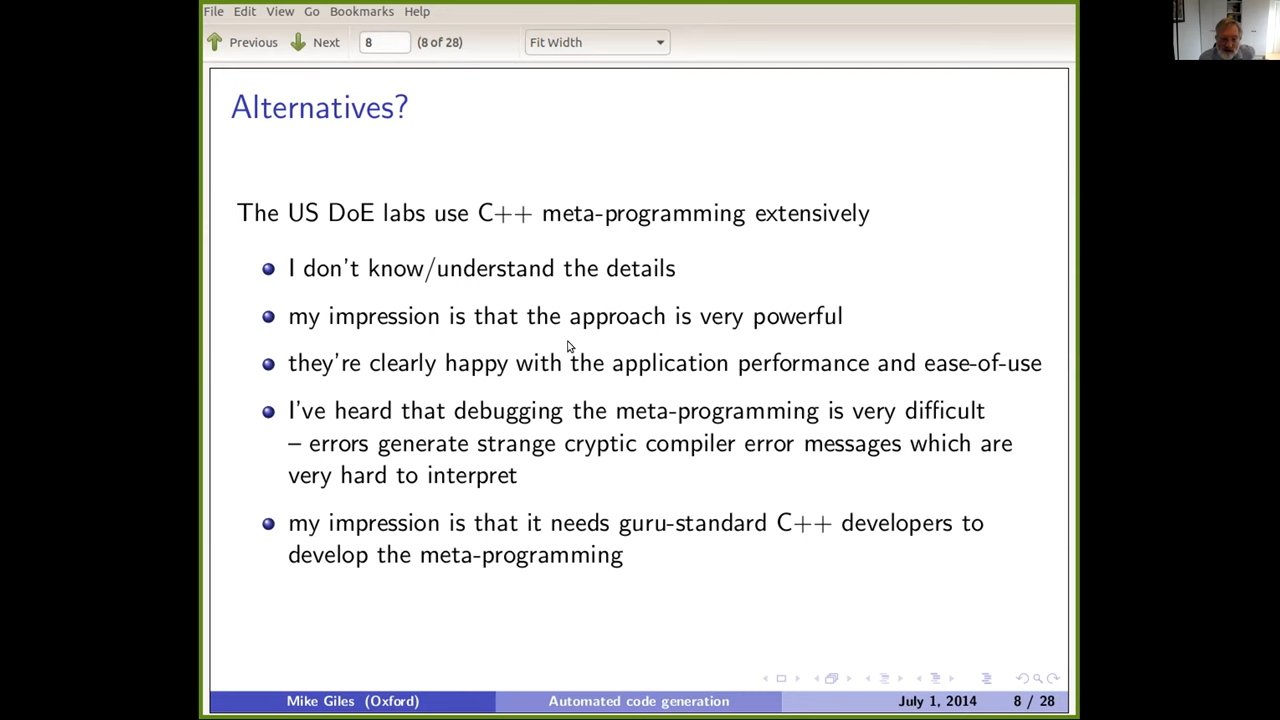 File Edit View Go Bookmarks Help
Previous Next 8 (8 of 28) Fit Width
Alternatives?
The US DoE labs use C++ meta-programming extensively
I don't know/understand the details
my impression is that the approach is very powerful
they're clearly happy with the application performance and ease-of-use
I've heard that debugging the meta-programming is very difficult
– errors generate strange cryptic compiler error messages which are
very hard to interpret
my impression is that it needs guru-standard C++ developers to
develop the meta-programming
Mike Giles (Oxford) Automated code generation July 1, 2014 8 / 28